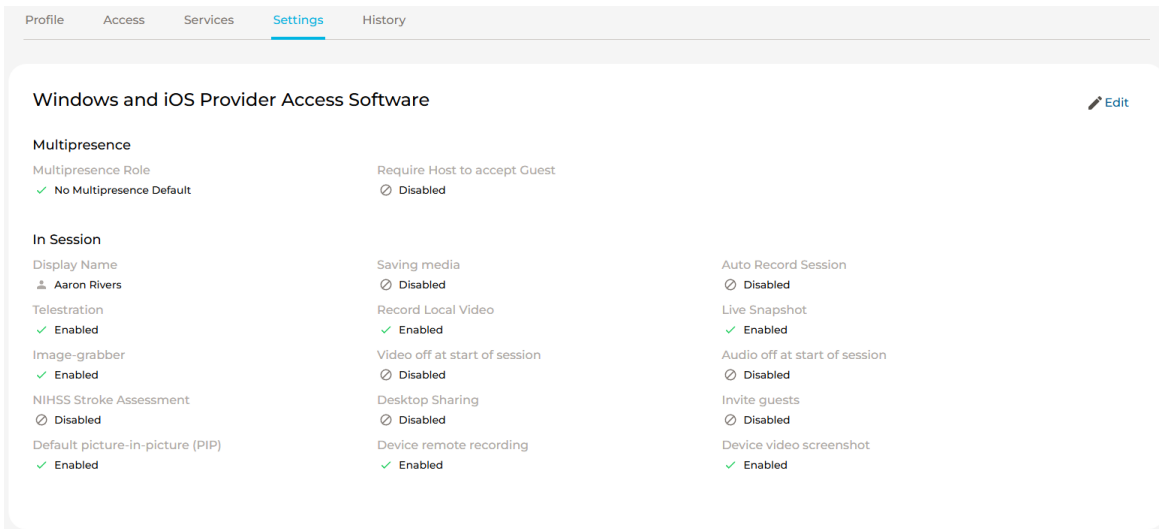 Profile Access Services Settings History
Windows and iOS Provider Access Software
Edit
Multipresence
Multipresence Role Require Host to accept Guest
No Multipresence Default Disabled
In Session
Display Name Saving media Auto Record Session
Aaron Rivers Disabled Disabled
Telestration Record Local Video Live Snapshot
Enabled Enabled Enabled
Image-grabber Video off at start of session Audio off at start of session
Enabled Disabled Disabled
NIHSS Stroke Assessment Desktop Sharing Invite guests
Disabled Disabled Disabled
Default picture-in-picture (PIP) Device remote recording Device video screenshot
Enabled Enabled Enabled